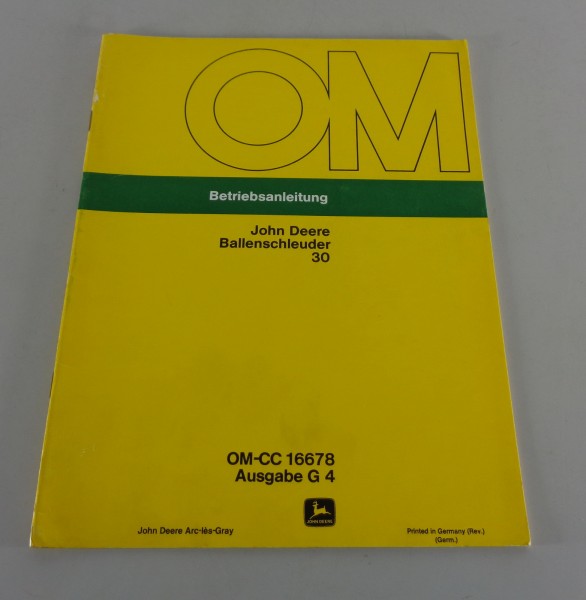 OM
Betriebsanleitung
John Deere
Ballenschleuder
30
OM-CC 16678
Ausgabe G 4
JOHN DEERE
John Deere Arc-lès-Gray
Printed in Germany (Rev.)
(Germ.)